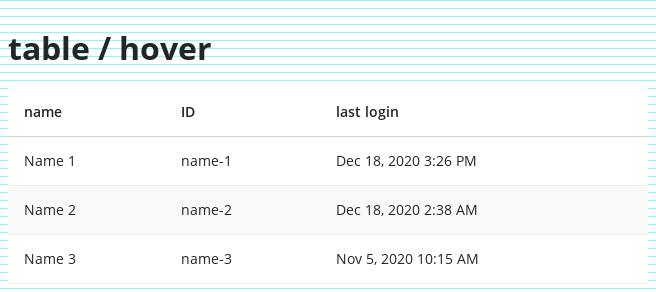 table / hover
name ID last login
Name 1 name-1 Dec 18, 2020 3:26 PM
Name 2 name-2 Dec 18, 2020 2:38 AM
Name 3 name-3 Nov 5, 2020 10:15 AM